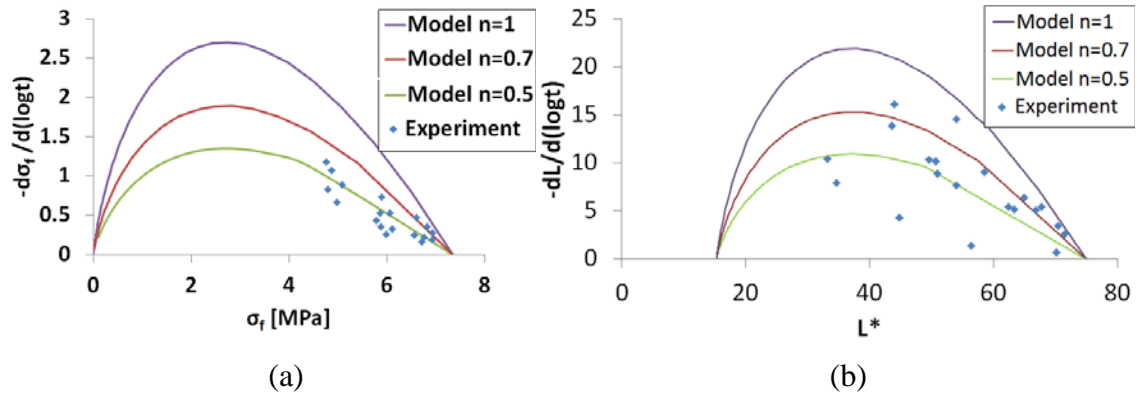 -dσf /d(logt)
3
2.5
2
1.5
1
0.5
0
0 2 4 6 8
σf [MPa]
Model n=1
Model n=0.7
Model n=0.5
Experiment
(a)
-dL/d(logt)
25
20
15
10
5
0
0 20 40 60 80
L*
Model n=1
Model n=0.7
Model n=0.5
Experiment
(b)